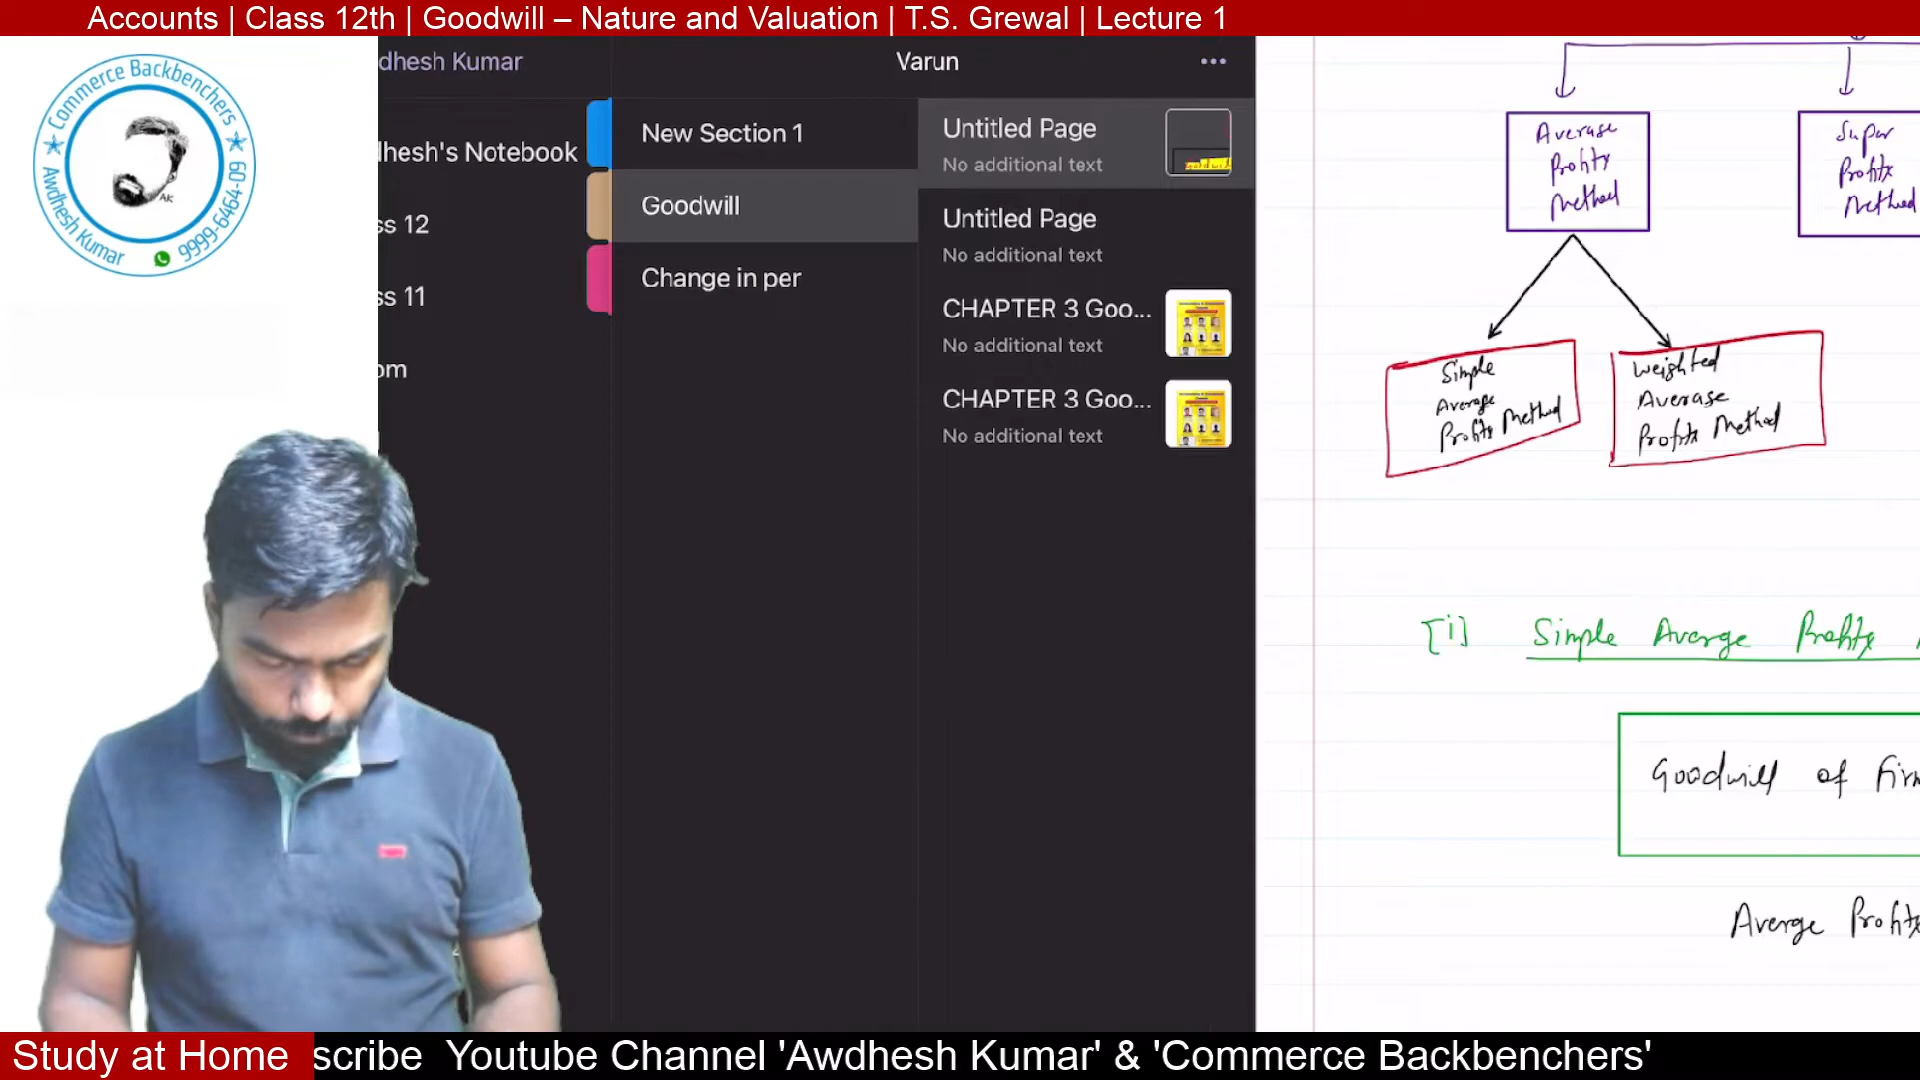 Accounts | Class 12th | Goodwill – Nature and Valuation | T.S. Grewal | Lecture 1
Commerce Backbenchers
Awdhesh Kumar
9999-6464-09
AK
dhesh Kumar
Varun
dhesh's Notebook
ss 12
ss 11
om
New Section 1
Goodwill
Change in per
Untitled Page
No additional text
Untitled Page
No additional text
CHAPTER 3 Goo...
No additional text
CHAPTER 3 Goo...
No additional text
Average
Profits
Method
Super
Profits
Method
Simple
Average
Profits Method
Weighted
Average
Profits Method
[i] Simple Average Profits
Goodwill of Firm
Average Profits
Study at Home
scribe Youtube Channel 'Awdhesh Kumar' & 'Commerce Backbenchers'